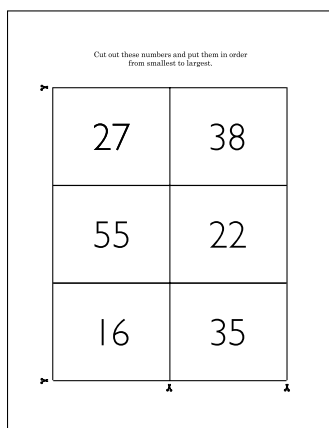 Cut out these numbers and put them in order
from smallest to largest.
27 38
55 22
16 35